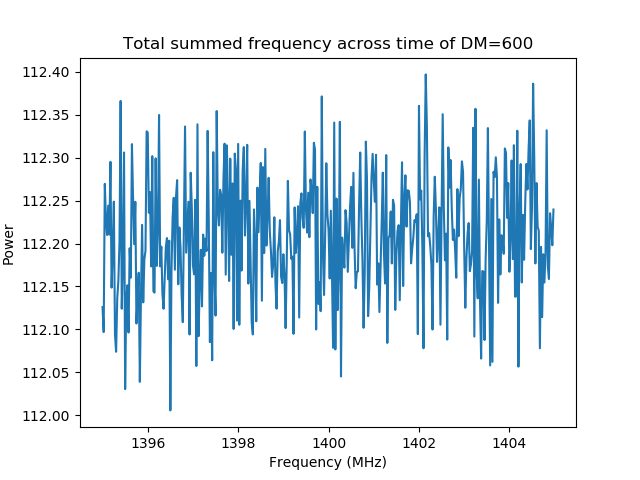 Total summed frequency across time of DM=600
112.40
112.35
112.30
112.25
112.20
112.15
112.10
112.05
112.00
Power
1396 1398 1400 1402 1404
Frequency (MHz)